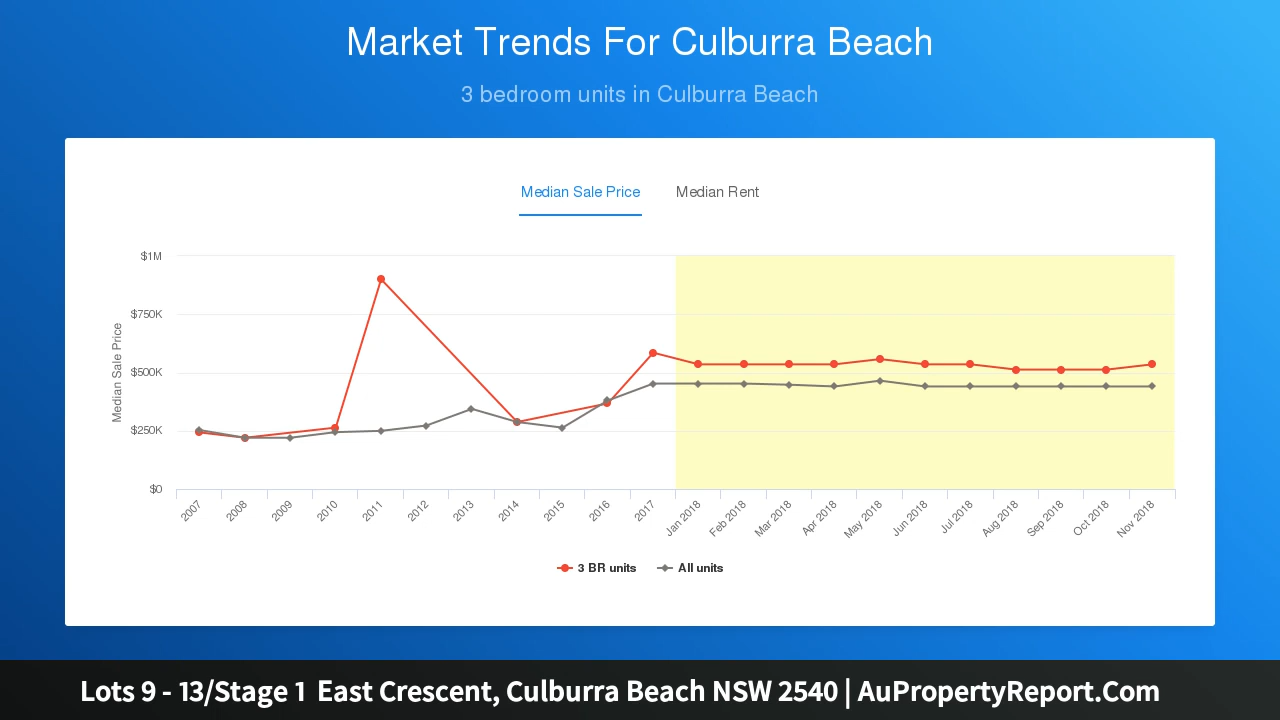 Market Trends For Culburra Beach
3 bedroom units in Culburra Beach
Median Sale Price Median Rent
$1M
$750K
$500K
$250K
$0
Median Sale Price
2007 2008 2009 2010 2011 2012 2013 2014 2015 2016 2017 Jan 2018 Feb 2018 Mar 2018 Apr 2018 May 2018 Jun 2018 Jul 2018 Aug 2018 Sep 2018 Oct 2018 Nov 2018
3 BR units All units
Lots 9 - 13/Stage 1 East Crescent, Culburra Beach NSW 2540 | AuPropertyReport.Com